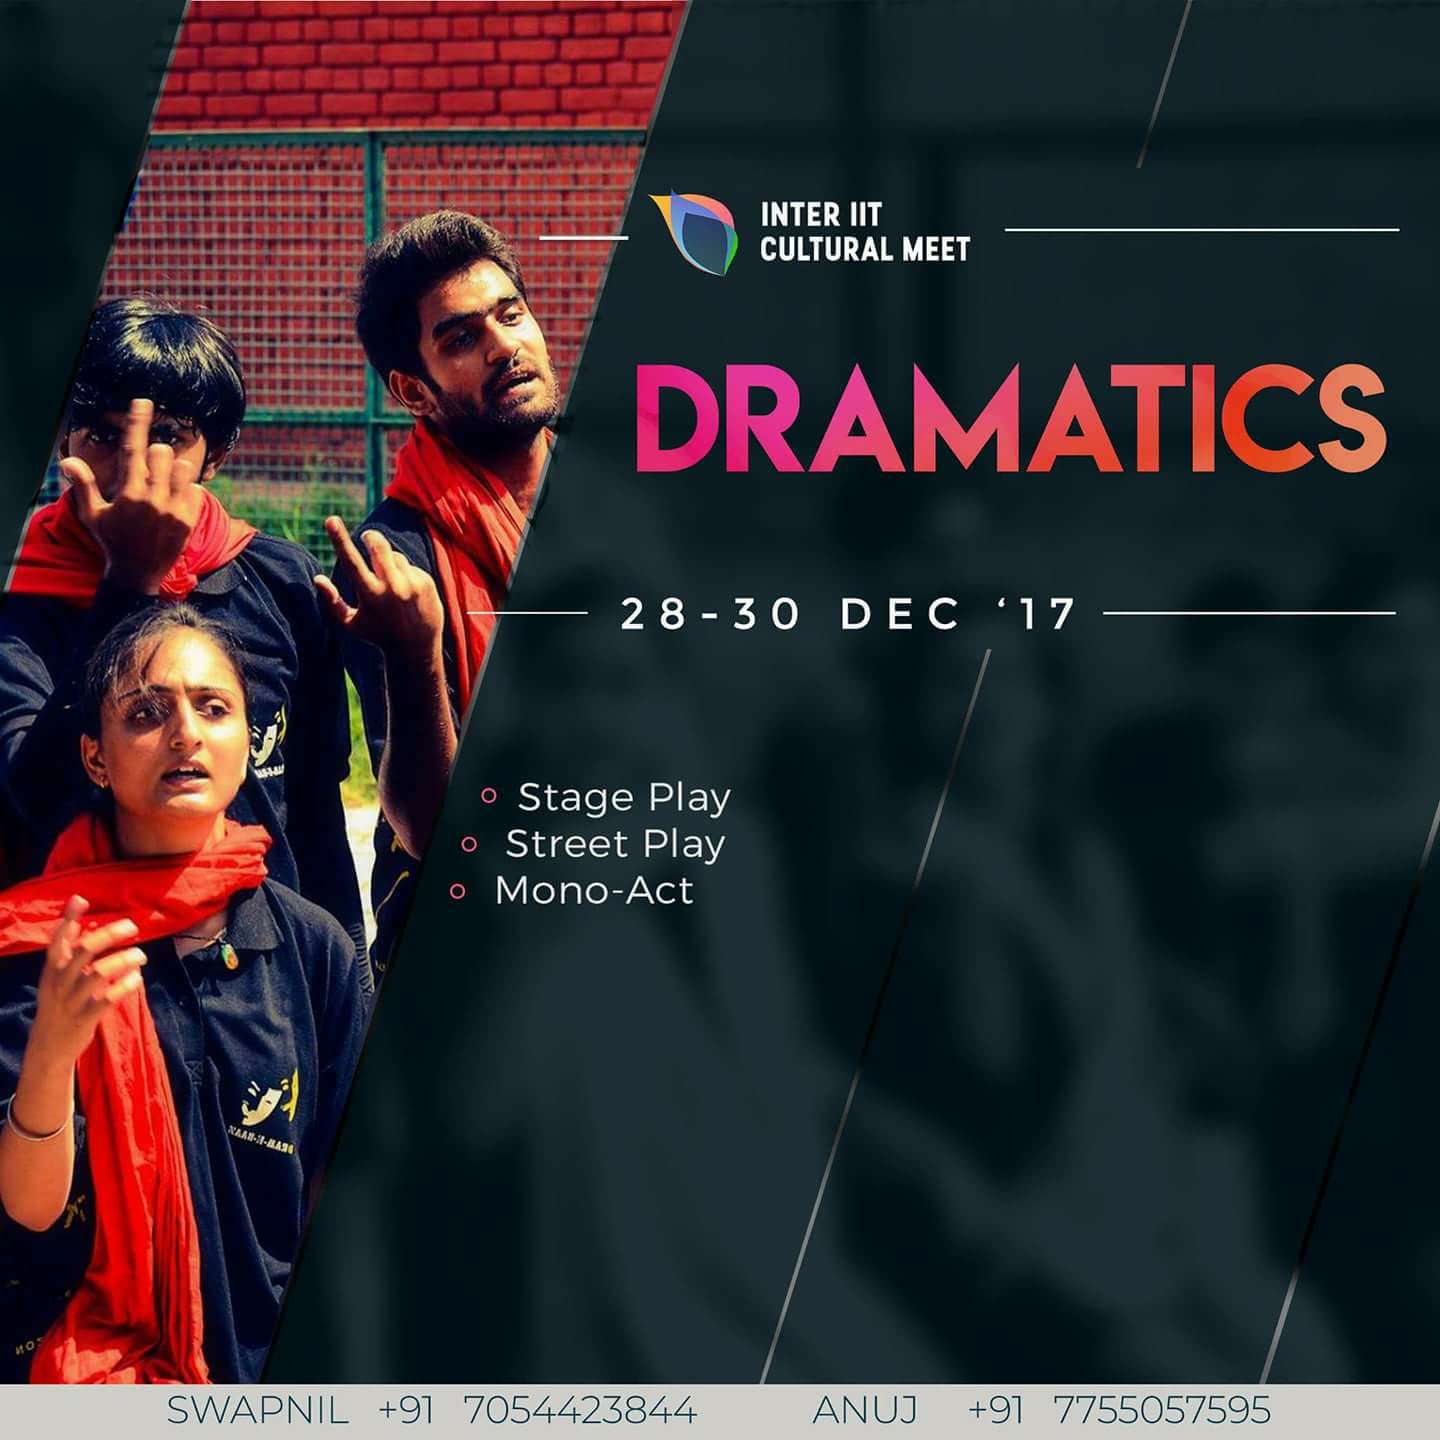 INTER IIT
CULTURAL MEET
DRAMATICS
28-30 DEC ‘17
Stage Play
Street Play
Mono-Act
SWAPNIL +91 7054423844 ANUJ +91 7755057595